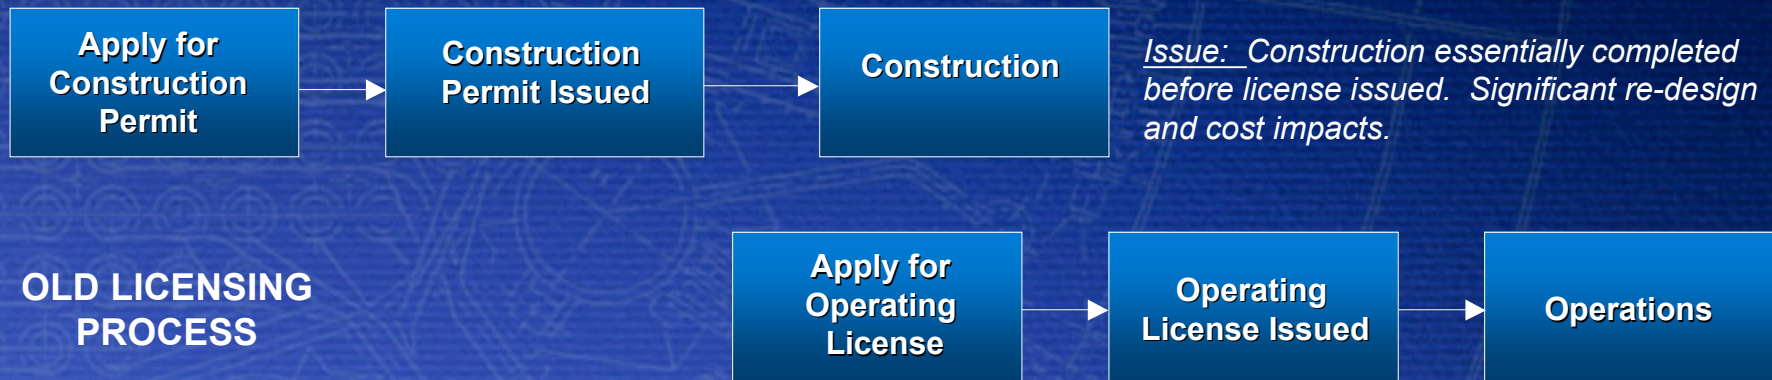 Apply for
Construction
Permit
Construction
Permit Issued
Construction
Issue: Construction essentially completed
before license issued. Significant re-design
and cost impacts.
OLD LICENSING
PROCESS
Apply for
Operating
License
Operating
License Issued
Operations